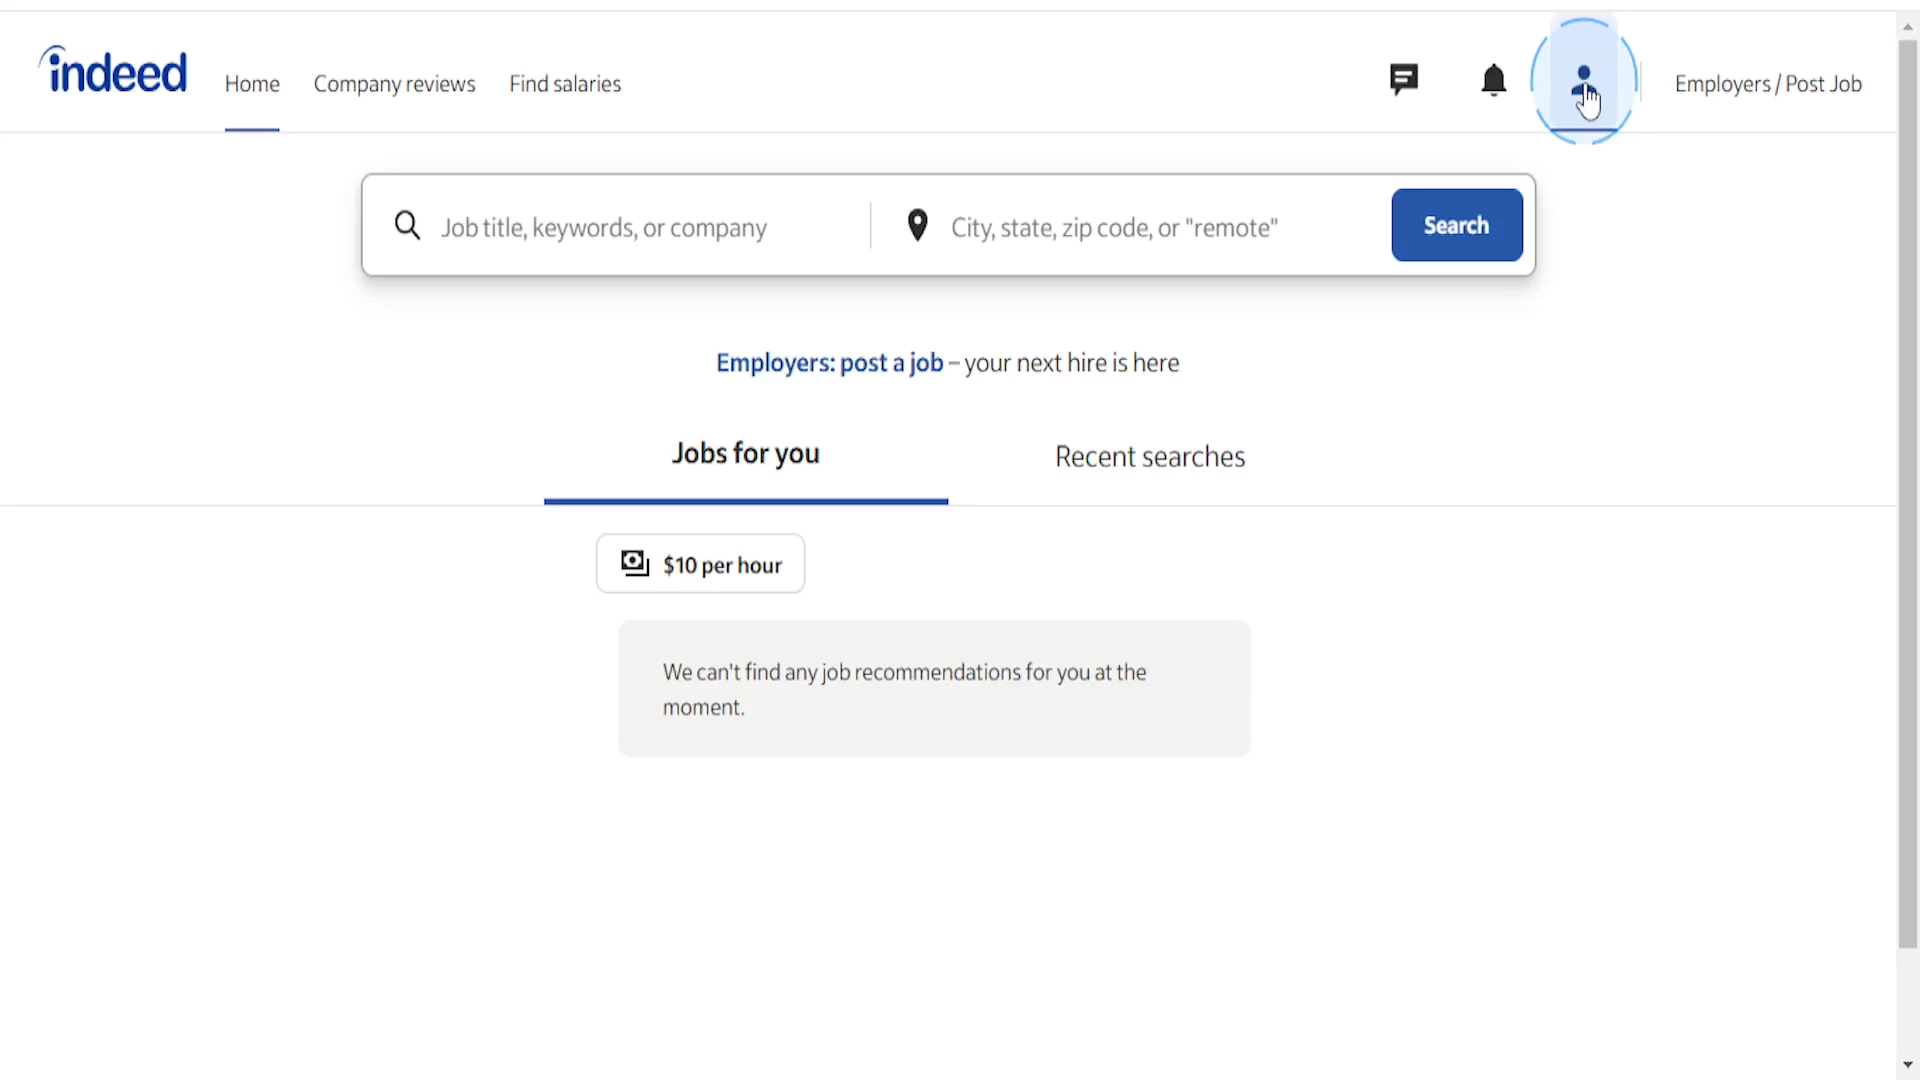 indeed
Home Company reviews Find salaries Employers / Post Job
Job title, keywords, or company City, state, zip code, or "remote" Search
Employers: post a job – your next hire is here
Jobs for you Recent searches
$10 per hour
We can't find any job recommendations for you at the
moment.